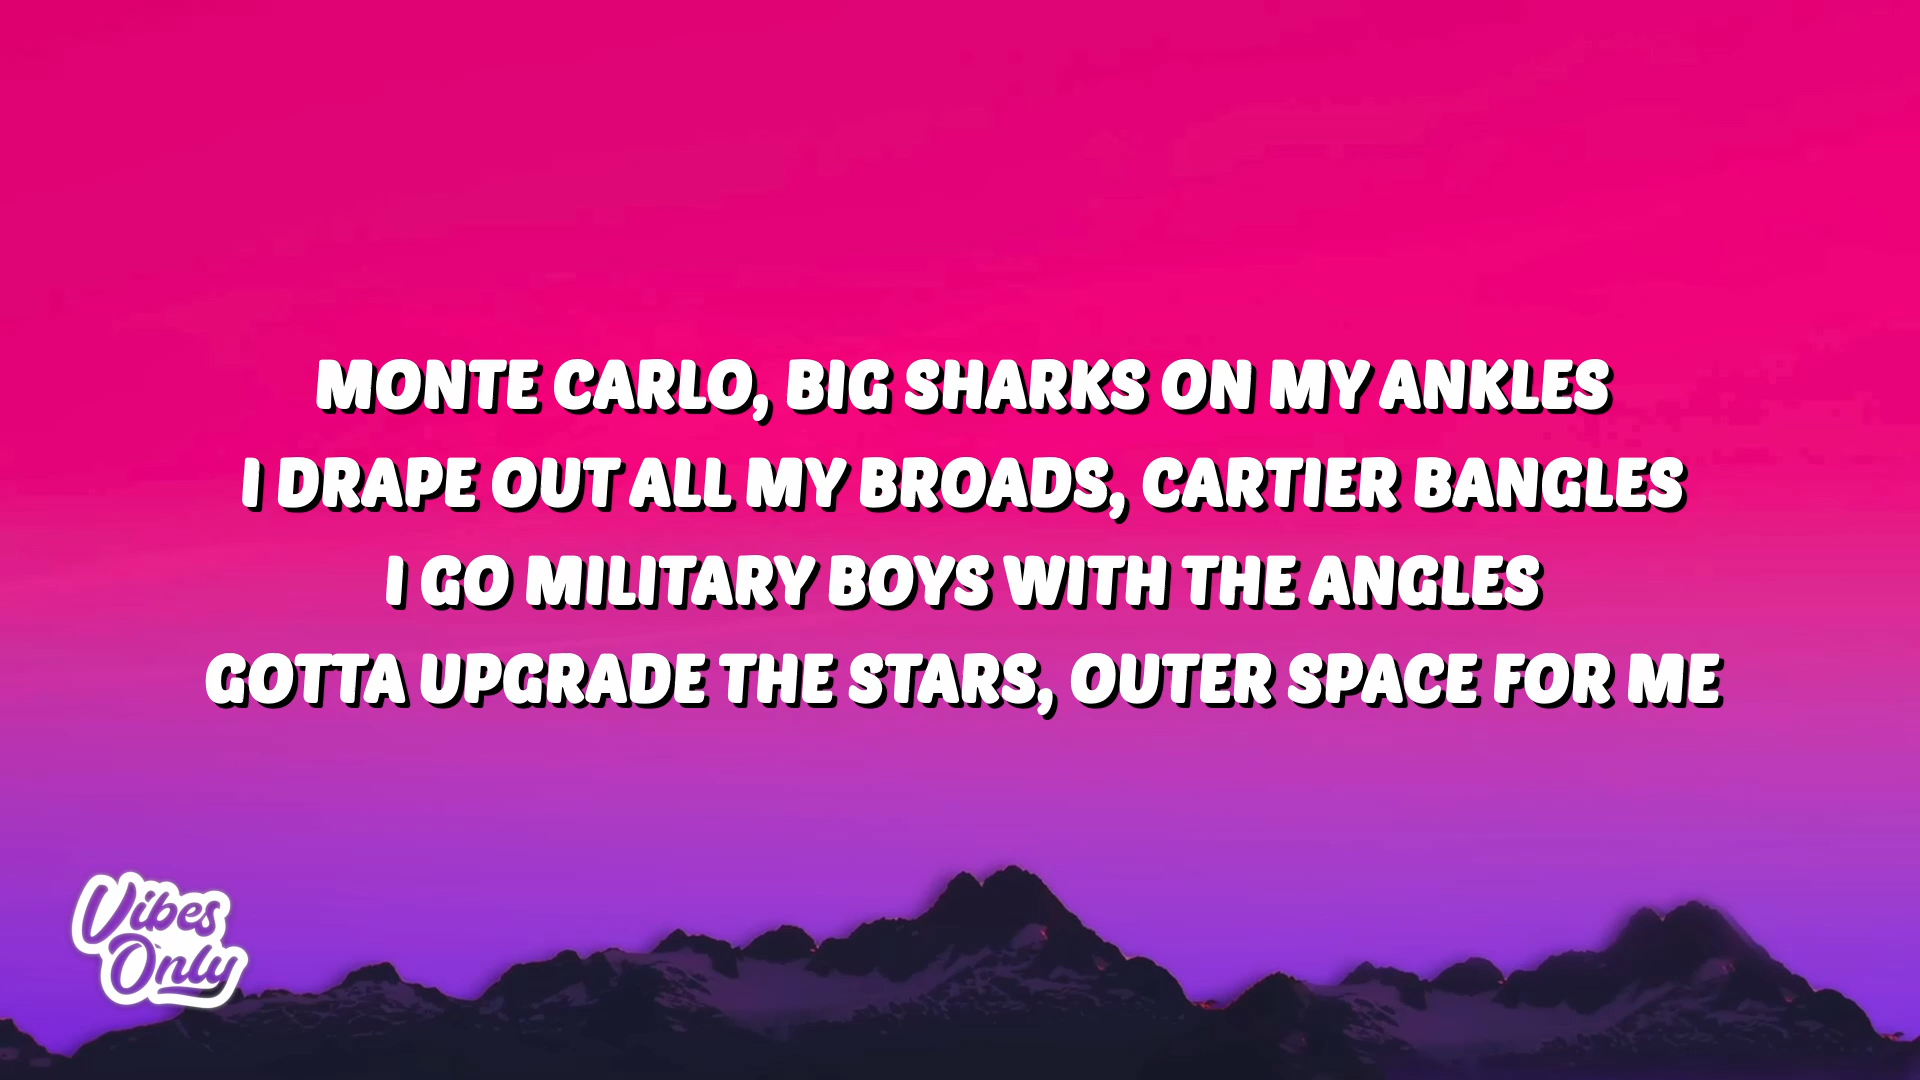 MONTE CARLO, BIG SHARKS ON MY ANKLES
I DRAPE OUT ALL MY BROADS, CARTIER BANGLES
I GO MILITARY BOYS WITH THE ANGLES
GOTTA UPGRADE THE STARS, OUTER SPACE FOR ME
Vibes
Only